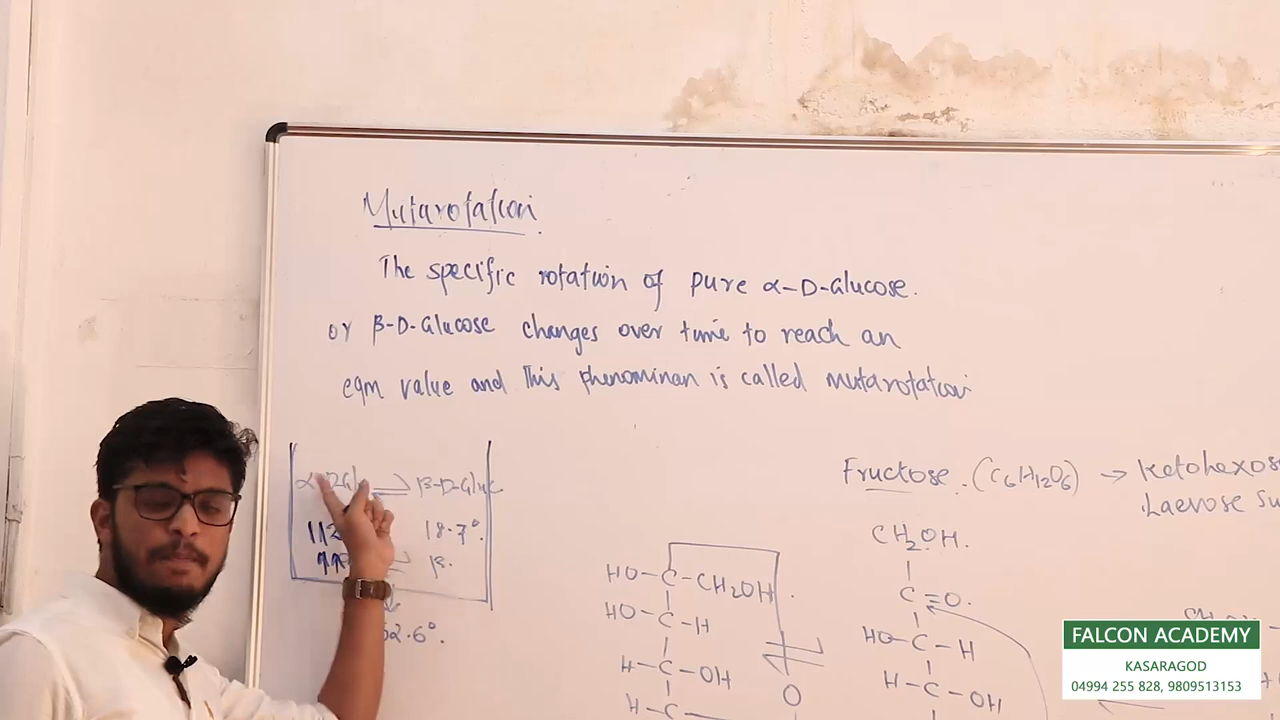 Mutarotation.
The specific rotation of pure α-D-Glucose.
or β-D-Glucose changes over time to reach an
eqm value and This phenominan is called mutarotation
α-D Glu ⇌ β-D-Gluc
112 18.7°.
⇌ β.
52.6°.
Fructose. (C6H12O6) → Ketohexos
Laevose su
CH2OH.
C=O.
HO-C-H
H-C-OH
HO-C-CH2OH.
HO-C-H
⇌
H-C-OH
O
H-C
FALCON ACADEMY
KASARAGOD
04994 255 828, 9809513153